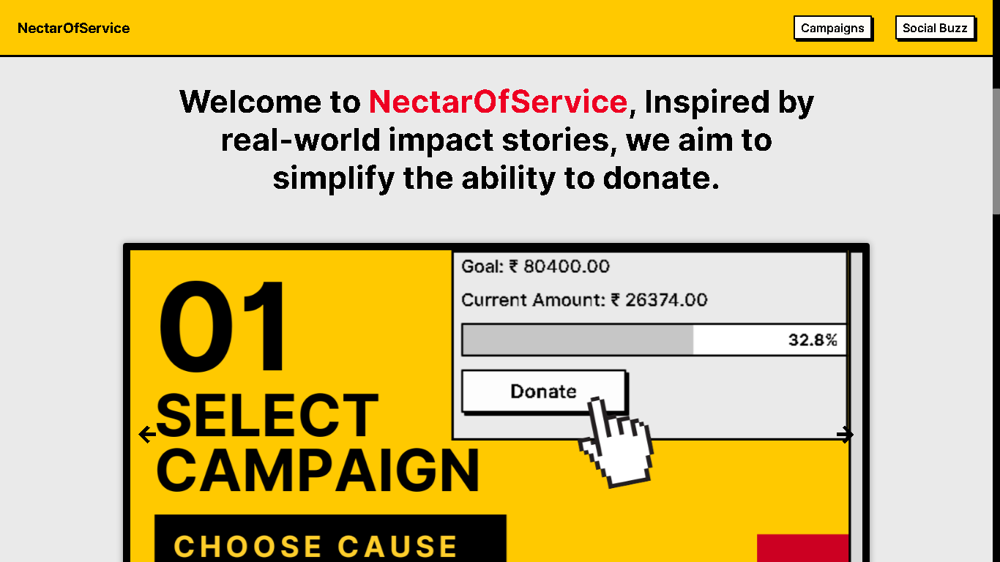 NectarOfService
Campaigns
Social Buzz
Welcome to NectarOfService, Inspired by
real-world impact stories, we aim to
simplify the ability to donate.
01
SELECT
CAMPAIGN
CHOOSE CAUSE
Goal: ₹ 80400.00
Current Amount: ₹ 26374.00
32.8%
Donate